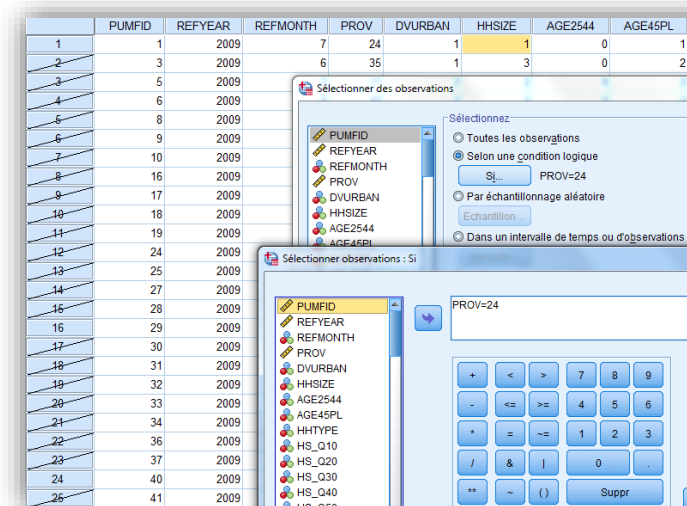 PUMFID REFYEAR REFMONTH PROV DVURBAN HHSIZE AGE2544 AGE45PL
1 1 2009 7 24 1 1 0 1
2 3 2009 6 35 1 3 0 2
3 5 2009
4 6 2009
5 8 2009
6 9 2009
7 10 2009
8 16 2009
9 17 2009
10 18 2009
11 19 2009
12 24 2009
13 25 2009
14 27 2009
15 28 2009
16 29 2009
17 30 2009
18 31 2009
19 32 2009
20 33 2009
21 34 2009
22 36 2009
23 37 2009
24 40 2009
25 41 2009
Sélectionner des observations
PUMFID
REFYEAR
REFMONTH
PROV
DVURBAN
HHSIZE
AGE2544
AGE45PL
Sélectionnez
Toutes les observations
Selon une condition logique
Si... PROV=24
Par échantillonnage aléatoire
Echantillon...
Dans un intervalle de temps ou d'observations
Sélectionner observations : Si
PUMFID
REFYEAR
REFMONTH
PROV
DVURBAN
HHSIZE
AGE2544
AGE45PL
HHTYPE
HS_Q10
HS_Q20
HS_Q30
HS_Q40
PROV=24
+ < > 7 8 9
- <= >= 4 5 6
* = ~= 1 2 3
/ & | 0 .
** ~ () Suppr